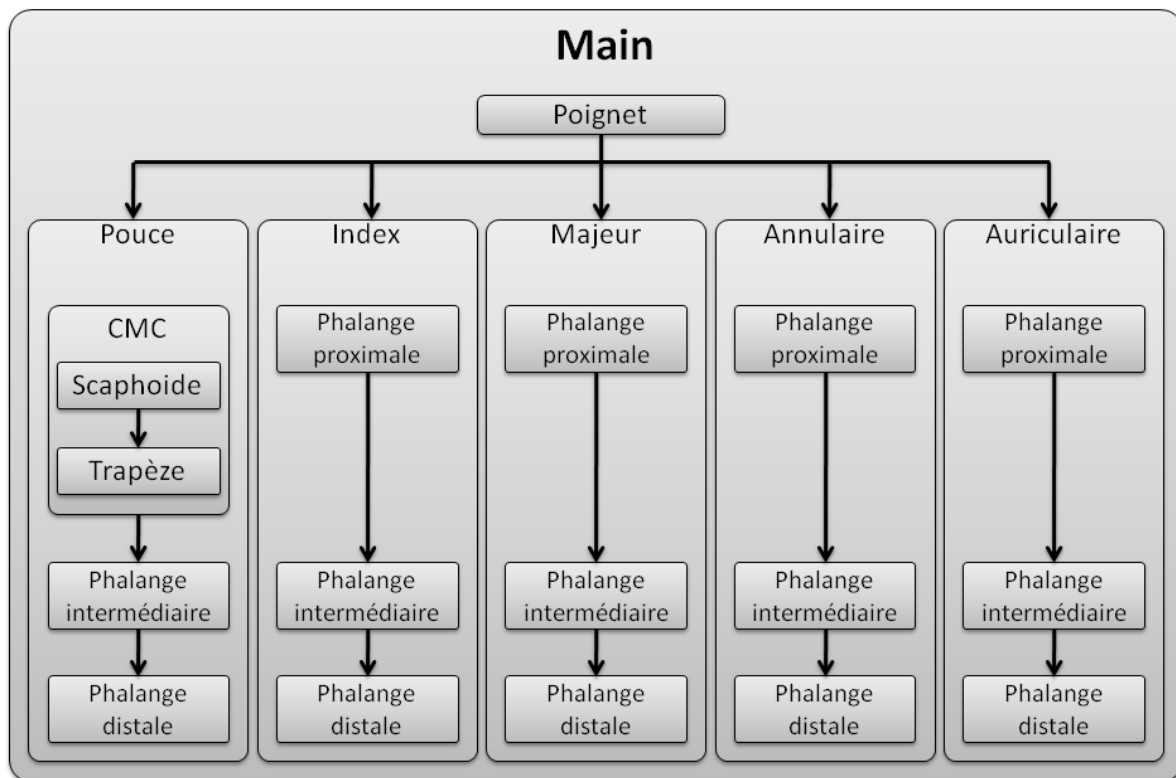 Main
Poignet
Pouce
CMC
Scaphoide
Trapèze
Phalange
intermédiaire
Phalange
distale
Index
Phalange
proximale
Phalange
intermédiaire
Phalange
distale
Majeur
Phalange
proximale
Phalange
intermédiaire
Phalange
distale
Annulaire
Phalange
proximale
Phalange
intermédiaire
Phalange
distale
Auriculaire
Phalange
proximale
Phalange
intermédiaire
Phalange
distale